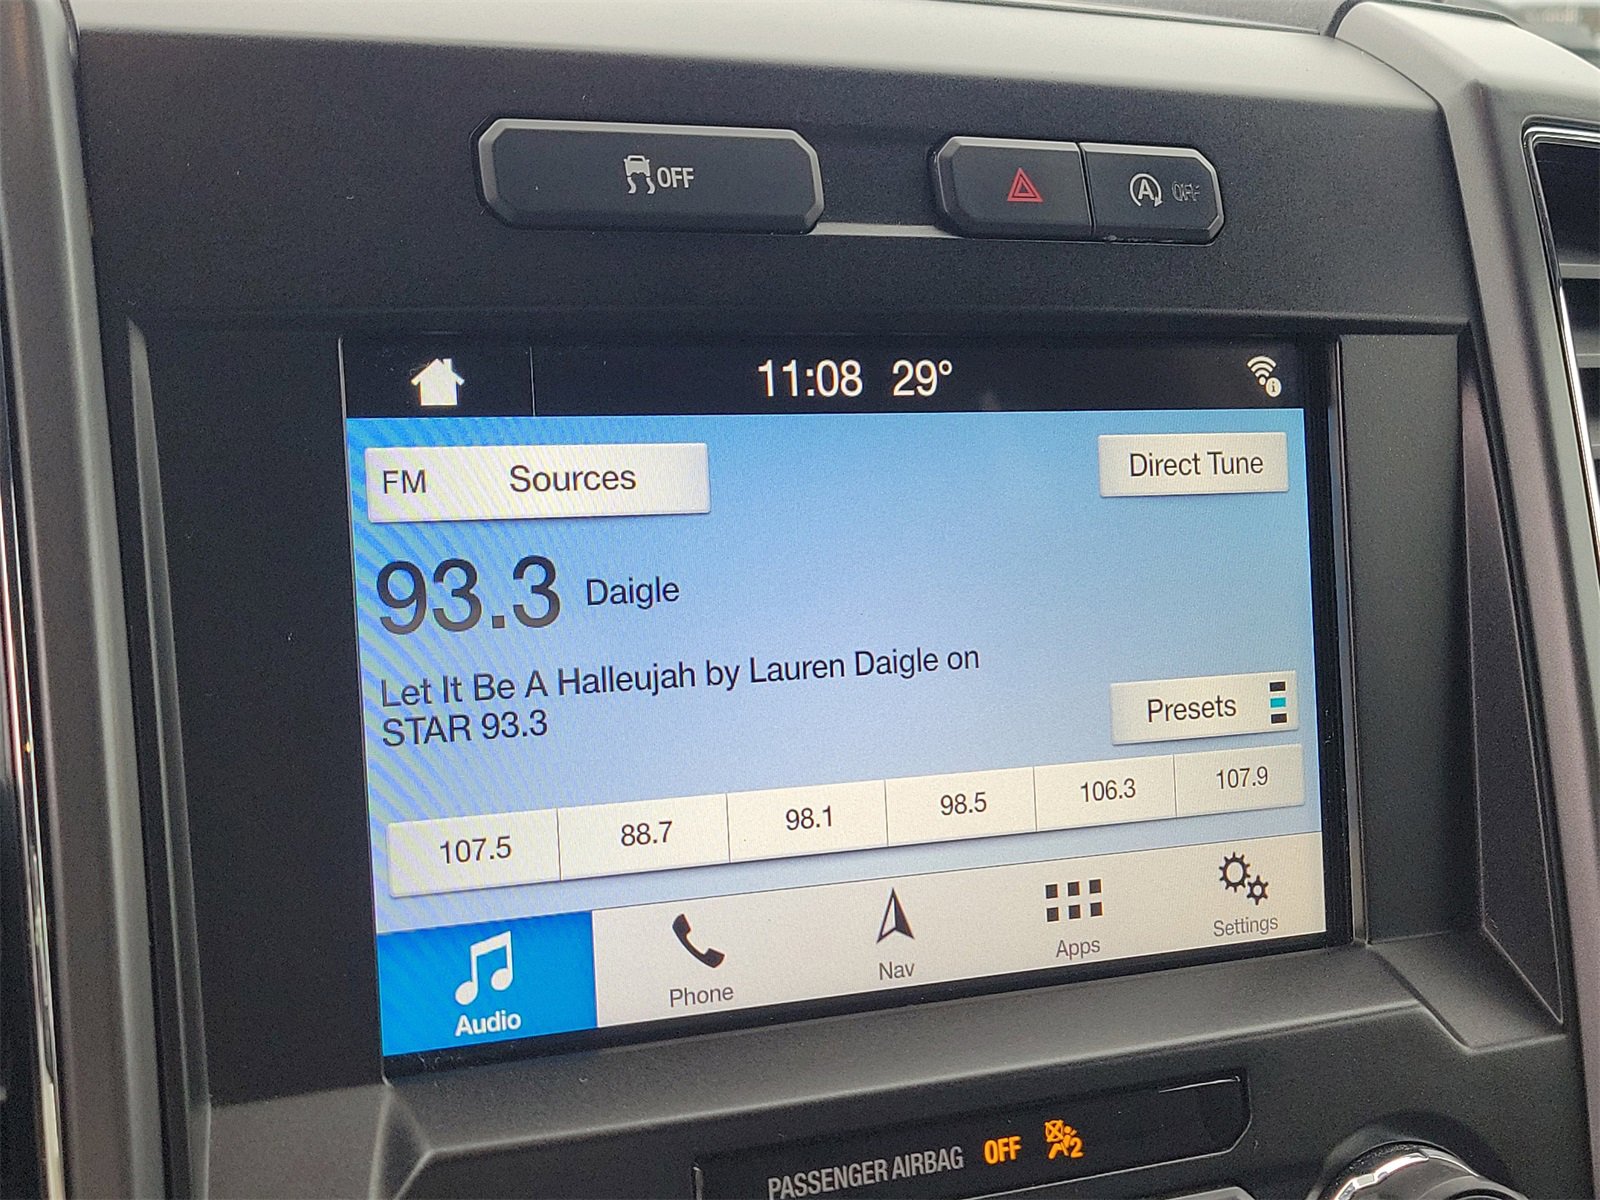 OFF
A OFF
11:08 29°
FM Sources
Direct Tune
93.3 Daigle
Let It Be A Halleujah by Lauren Daigle on
STAR 93.3
Presets
107.5 88.7 98.1 98.5 106.3 107.9
Audio Phone Nav Apps Settings
PASSENGER AIRBAG OFF 2